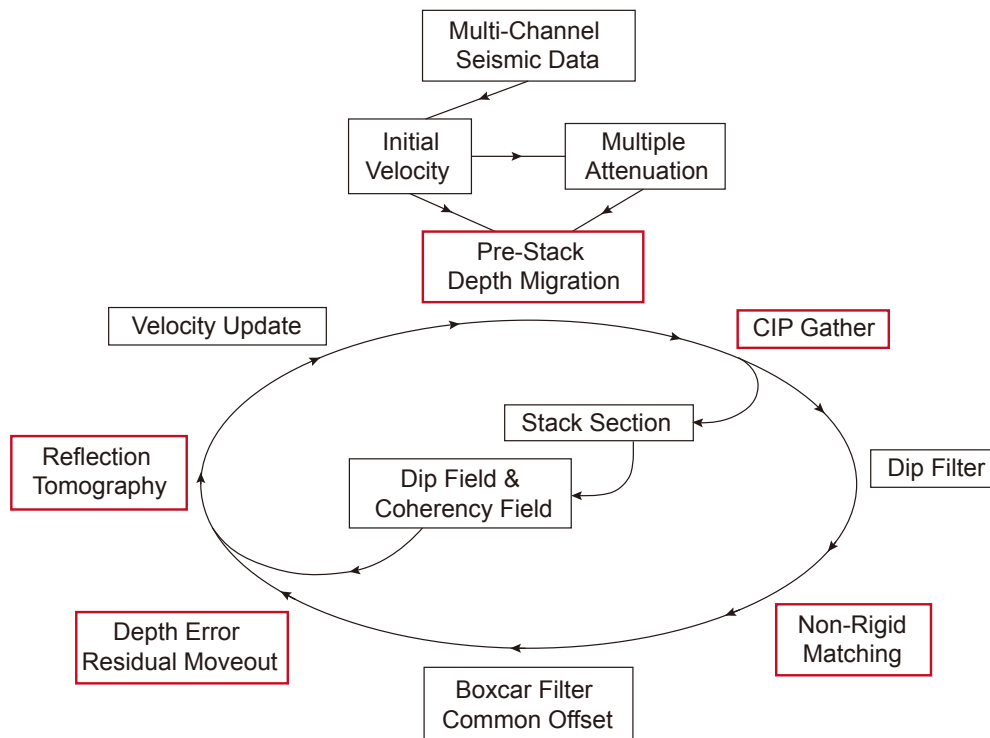 Multi-Channel
Seismic Data
Initial
Velocity
Multiple
Attenuation
Pre-Stack
Depth Migration
Velocity Update
CIP Gather
Stack Section
Reflection
Tomography
Dip Field &
Coherency Field
Dip Filter
Depth Error
Residual Moveout
Non-Rigid
Matching
Boxcar Filter
Common Offset